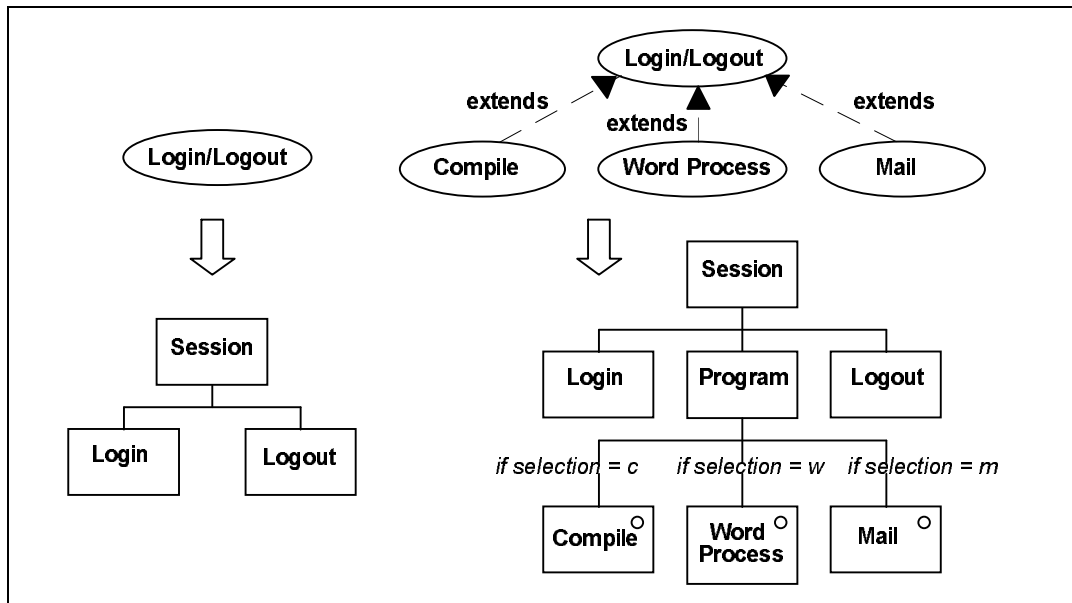 Login/Logout
extends
extends
extends
Login/Logout
Compile
Word Process
Mail
Session
Session
Login
Program
Logout
Login
Logout
if selection = c
if selection = w
if selection = m
Compile
Word
Process
Mail